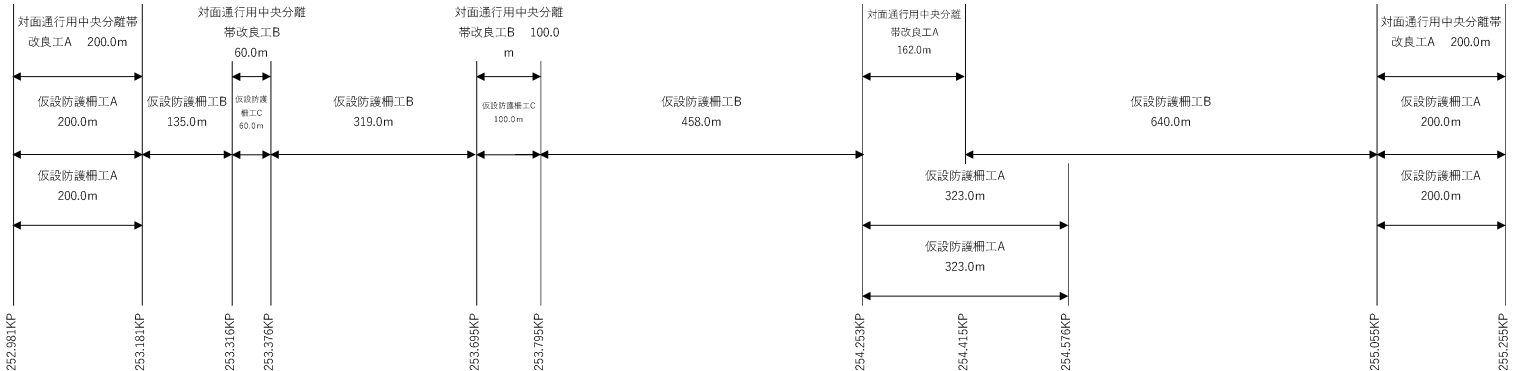 対面通行用中央分離帯
改良工A 200.0m
対面通行用中央分離
帯改良工B
60.0m
対面通行用中央分離
帯改良工B 100.0
m
対面通行用中央分離
帯改良工A
162.0m
対面通行用中央分離帯
改良工A 200.0m
仮設防護柵工A
200.0m
仮設防護柵工B
135.0m
仮設防護
柵工C
60.0m
仮設防護柵工B
319.0m
仮設防護柵工C
100.0m
仮設防護柵工B
458.0m
仮設防護柵工B
640.0m
仮設防護柵工A
200.0m
仮設防護柵工A
200.0m
仮設防護柵工A
323.0m
仮設防護柵工A
200.0m
仮設防護柵工A
323.0m
252.981KP
253.181KP
253.316KP
253.376KP
253.695KP
253.795KP
254.253KP
254.415KP
254.576KP
255.055KP
255.255KP